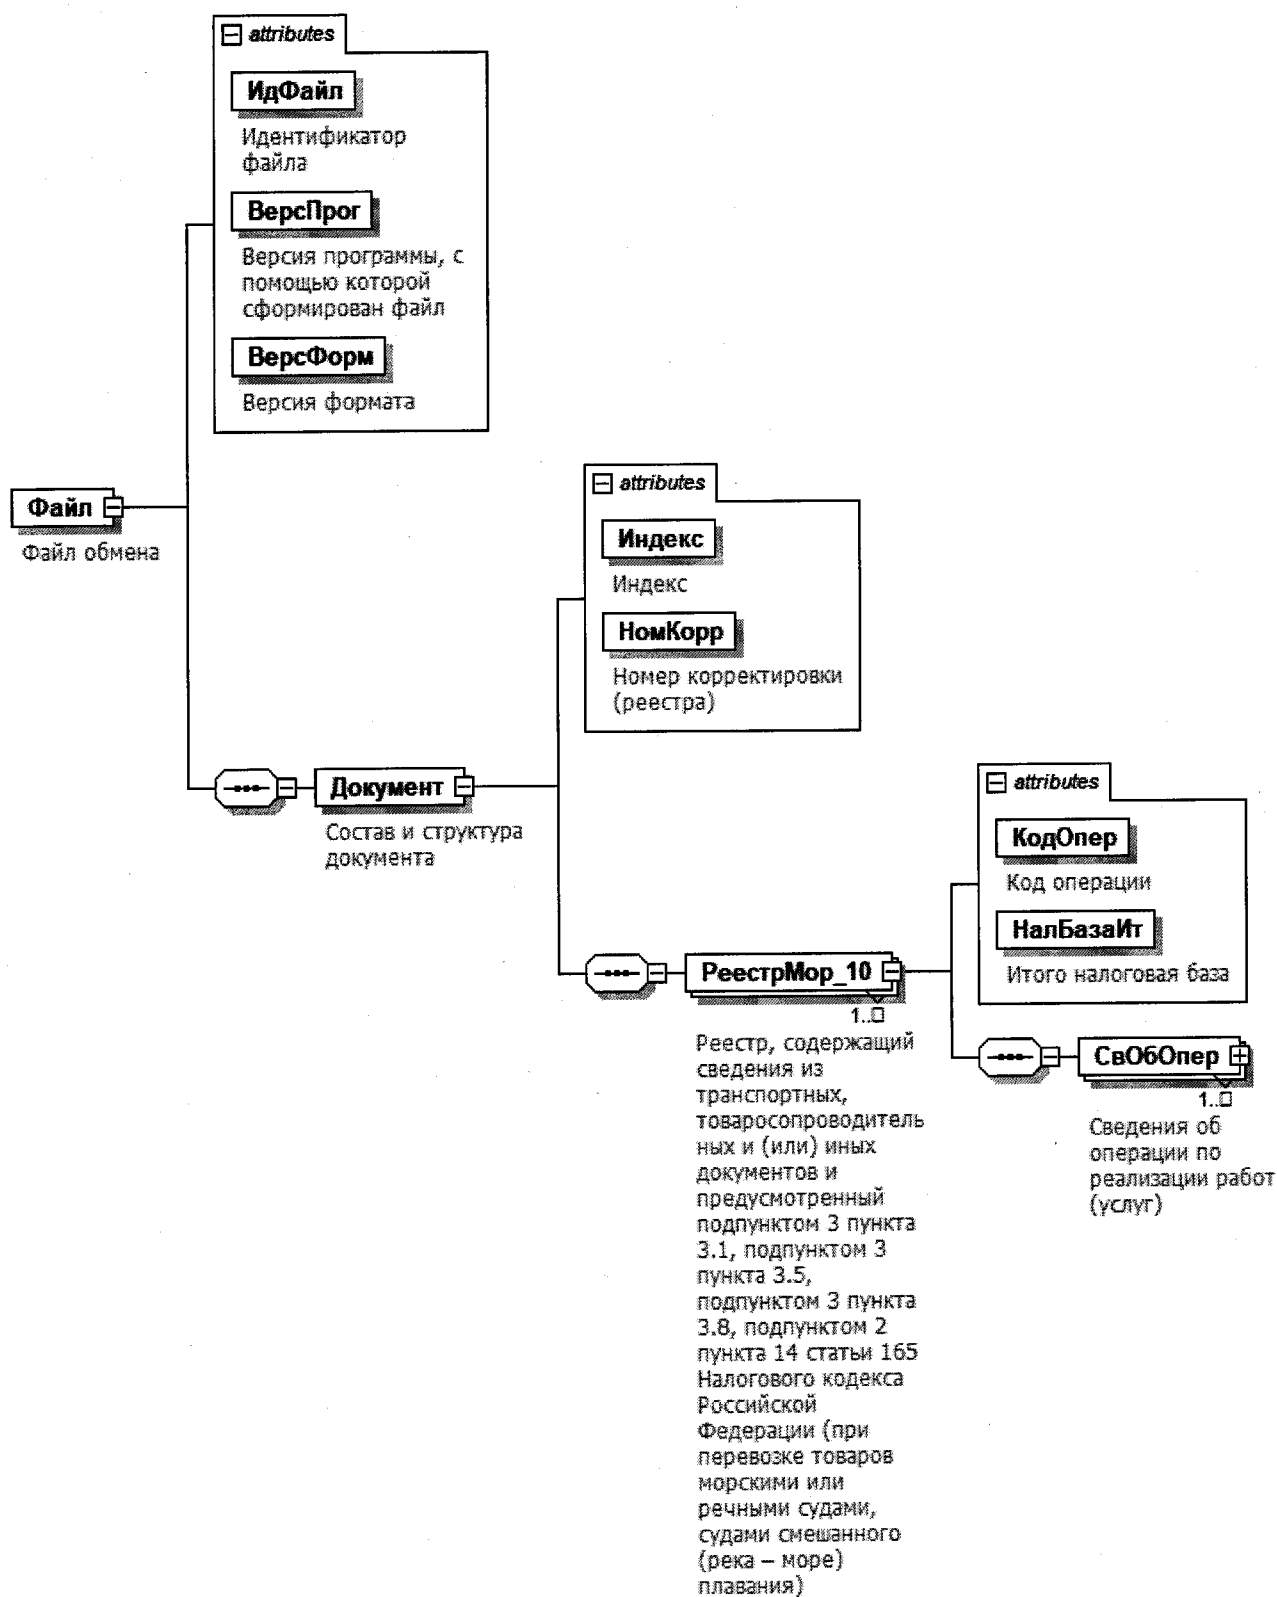 attributes
ИдФайл
Идентификатор
файла
ВерсПрог
Версия программы, с
помощью которой
сформирован файл
ВерсФорм
Версия формата
Файл
Файл обмена
attributes
Индекс
Индекс
НомКорр
Номер корректировки
(реестра)
Документ
Состав и структура
документа
attributes
КодОпер
Код операции
НалБазаИт
Итого налоговая база
РеестрМор_10
1..□
Реестр, содержащий
сведения из
транспортных,
товаросопроводитель
ных и (или) иных
документов и
предусмотренный
подпунктом 3 пункта
3.1, подпунктом 3
пункта 3.5,
подпунктом 3 пункта
3.8, подпунктом 2
пункта 14 статьи 165
Налогового кодекса
Российской
Федерации (при
перевозке товаров
морскими или
речными судами,
судами смешанного
(река – море)
плавания)
СвОбОпер
1..□
Сведения об
операции по
реализации работ
(услуг)